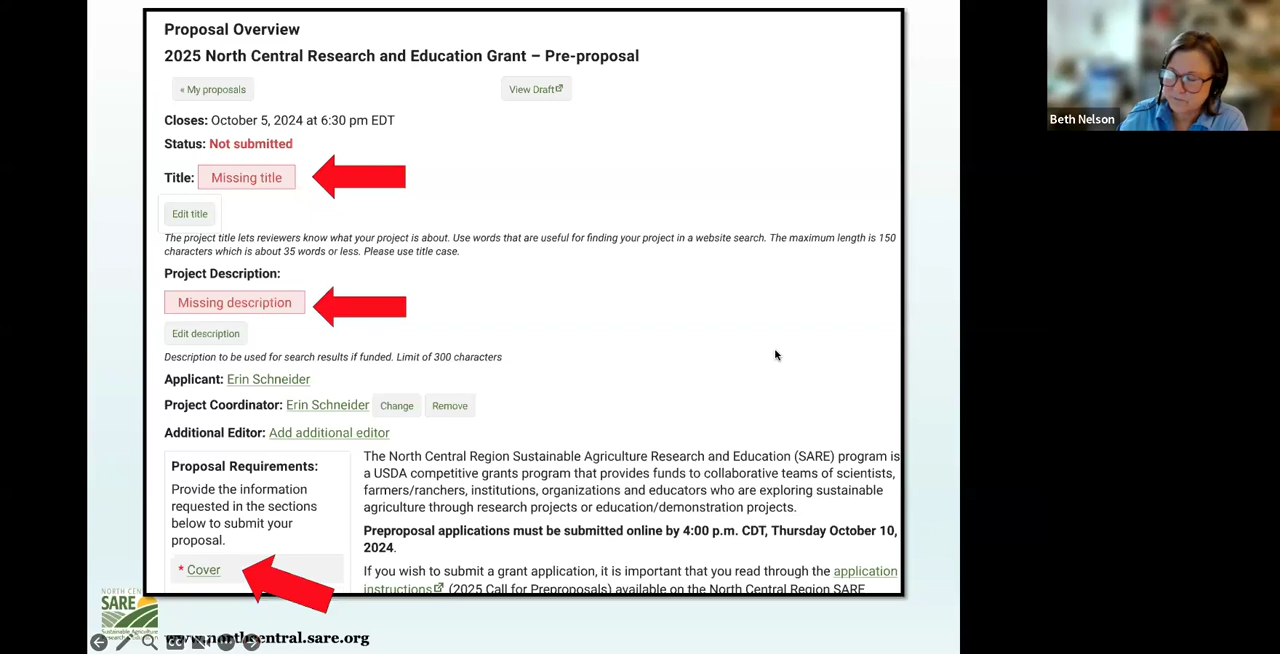 Proposal Overview
2025 North Central Research and Education Grant – Pre-proposal
« My proposals
View Draft
Closes: October 5, 2024 at 6:30 pm EDT
Status: Not submitted
Title: Missing title
Edit title
The project title lets reviewers know what your project is about. Use words that are useful for finding your project in a website search. The maximum length is 150
characters which is about 35 words or less. Please use title case.
Project Description:
Missing description
Edit description
Description to be used for search results if funded. Limit of 300 characters
Applicant: Erin Schneider
Project Coordinator: Erin Schneider Change Remove
Additional Editor: Add additional editor
Proposal Requirements:
Provide the information
requested in the sections
below to submit your
proposal.
* Cover
The North Central Region Sustainable Agriculture Research and Education (SARE) program is
a USDA competitive grants program that provides funds to collaborative teams of scientists,
farmers/ranchers, institutions, organizations and educators who are exploring sustainable
agriculture through research projects or education/demonstration projects.
Preproposal applications must be submitted online by 4:00 p.m. CDT, Thursday October 10,
2024.
If you wish to submit a grant application, it is important that you read through the application
instructions (2025 Call for Preproposals) available on the North Central Region SARE
SARE
Sustainable Agriculture
www.northcentral.sare.org
CC
Beth Nelson